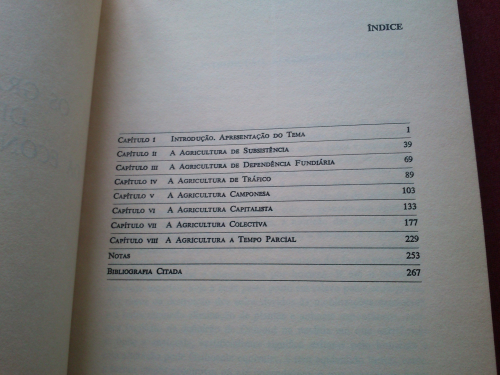 ÍNDICE
CAPÍTULO I INTRODUÇÃO. APRESENTAÇÃO DO TEMA 1
CAPÍTULO II A AGRICULTURA DE SUBSISTÊNCIA 39
CAPÍTULO III A AGRICULTURA DE DEPENDÊNCIA FUNDIÁRIA 69
CAPÍTULO IV A AGRICULTURA DE TRÁFICO 89
CAPÍTULO V A AGRICULTURA CAMPONESA 103
CAPÍTULO VI A AGRICULTURA CAPITALISTA 133
CAPÍTULO VII A AGRICULTURA COLECTIVA 177
CAPÍTULO VIII A AGRICULTURA A TEMPO PARCIAL 229
NOTAS 253
BIBLIOGRAFIA CITADA 267